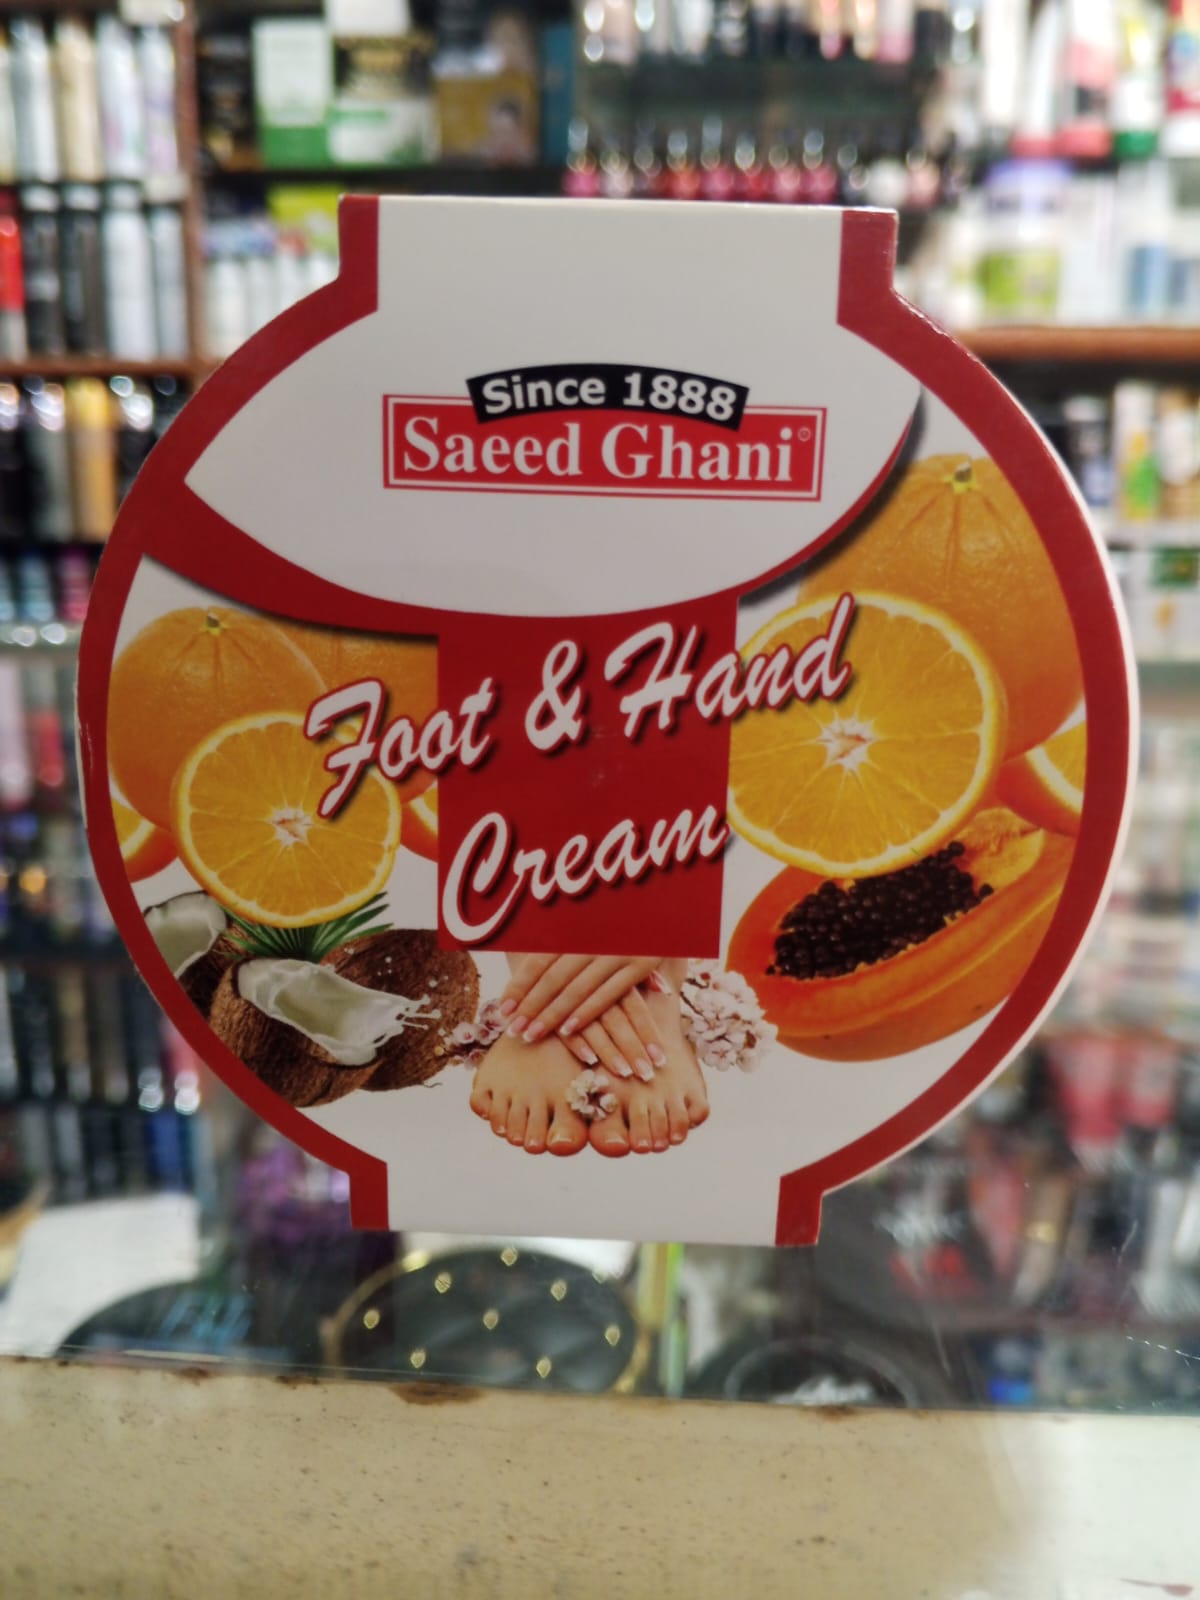 Since 1888
Saeed Ghani
Foot & Hand
Cream